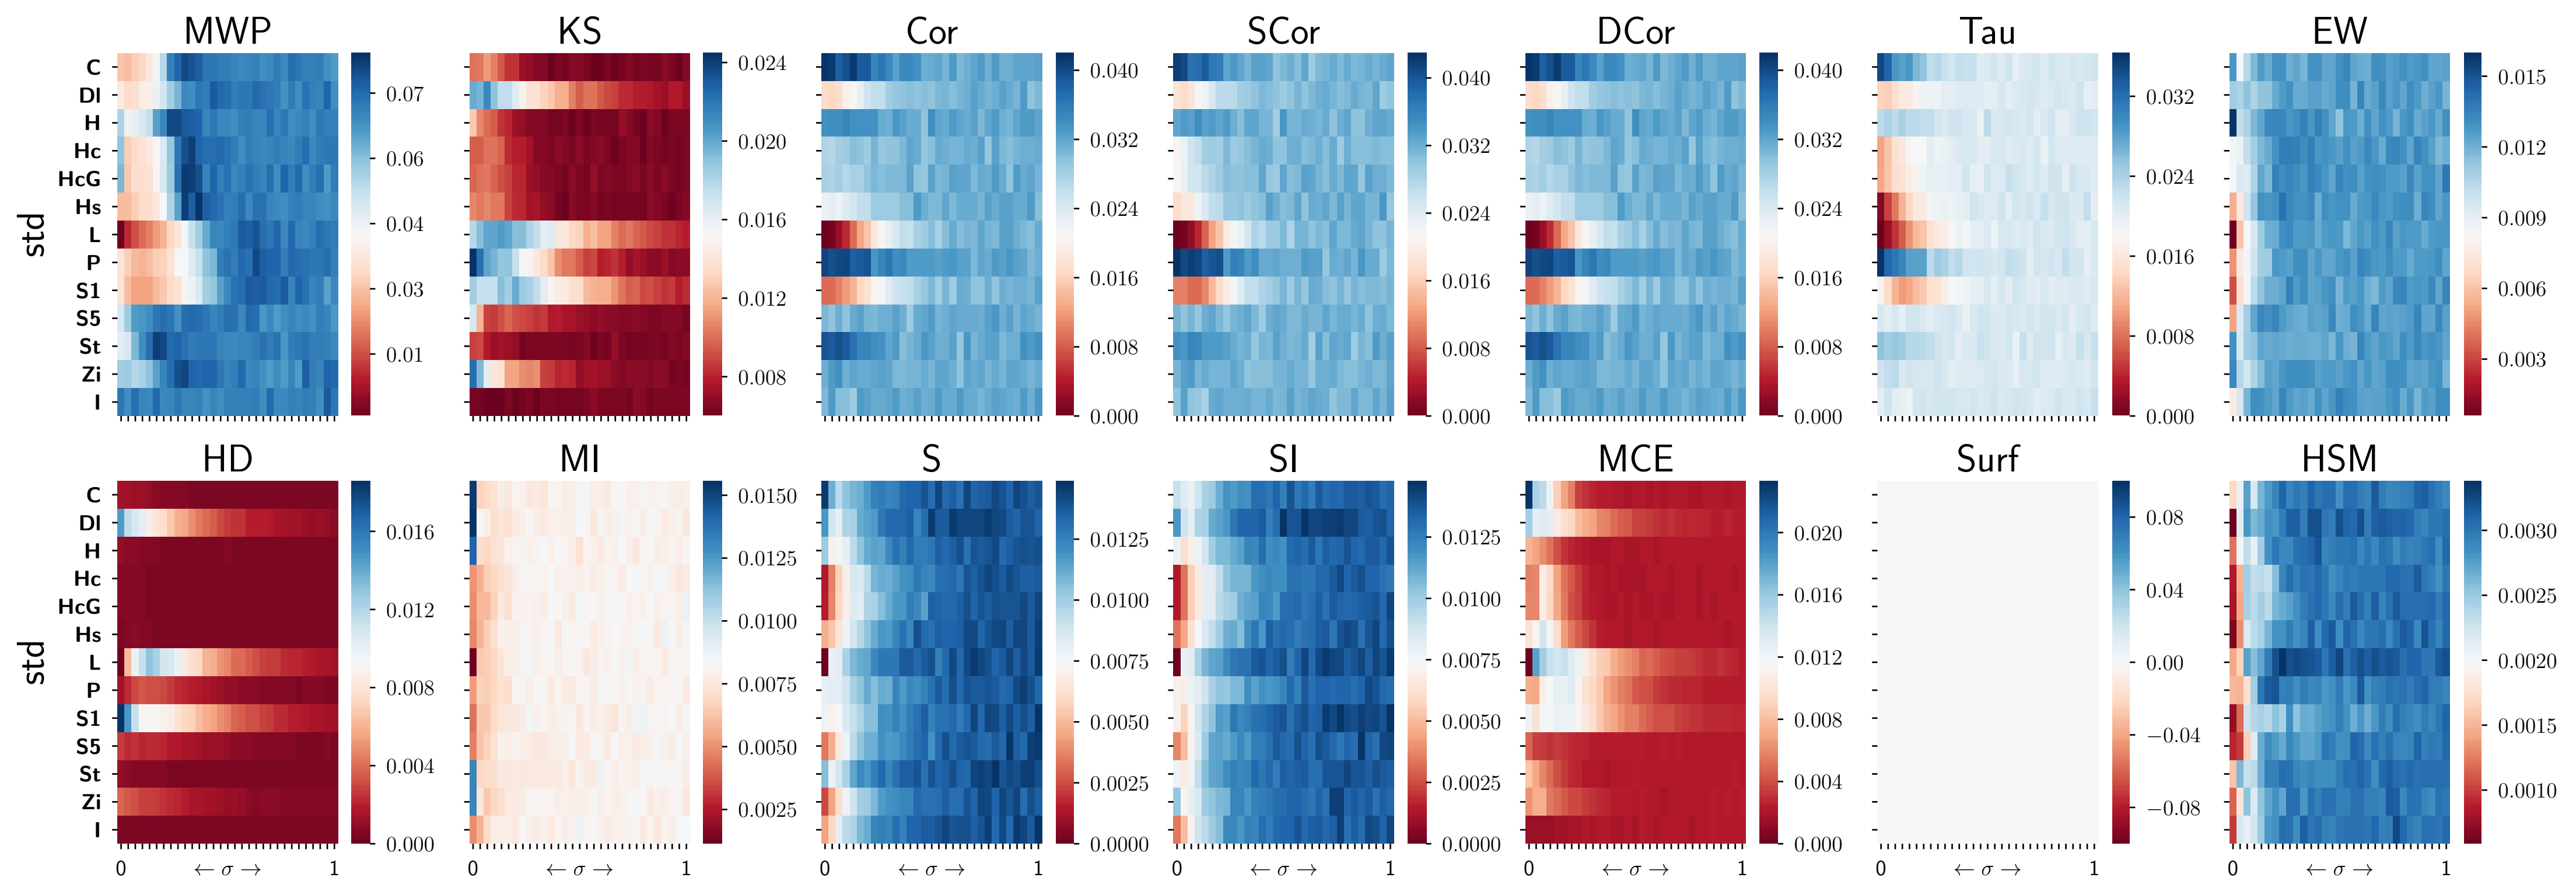 MWP KS Cor SCor DCor Tau EW
std
C
Dl
H
Hc
HcG
Hs
L
P
S1
S5
St
Zi
I
0.07
0.06
0.04
0.03
0.01
0.024
0.020
0.016
0.012
0.008
0.040
0.032
0.024
0.016
0.008
0.000
0.040
0.032
0.024
0.016
0.008
0.000
0.040
0.032
0.024
0.016
0.008
0.000
0.032
0.024
0.016
0.008
0.000
0.015
0.012
0.009
0.006
0.003
HD MI S SI MCE Surf HSM
std
C
Dl
H
Hc
HcG
Hs
L
P
S1
S5
St
Zi
I
0.016
0.012
0.008
0.004
0.000
0.0150
0.0125
0.0100
0.0075
0.0050
0.0025
0.0125
0.0100
0.0075
0.0050
0.0025
0.0000
0.0125
0.0100
0.0075
0.0050
0.0025
0.0000
0.020
0.016
0.012
0.008
0.004
0.000
0.08
0.04
0.00
−0.04
−0.08
0.0030
0.0025
0.0020
0.0015
0.0010
0 ← σ → 1
0 ← σ → 1
0 ← σ → 1
0 ← σ → 1
0 ← σ → 1
0 ← σ → 1
0 ← σ → 1